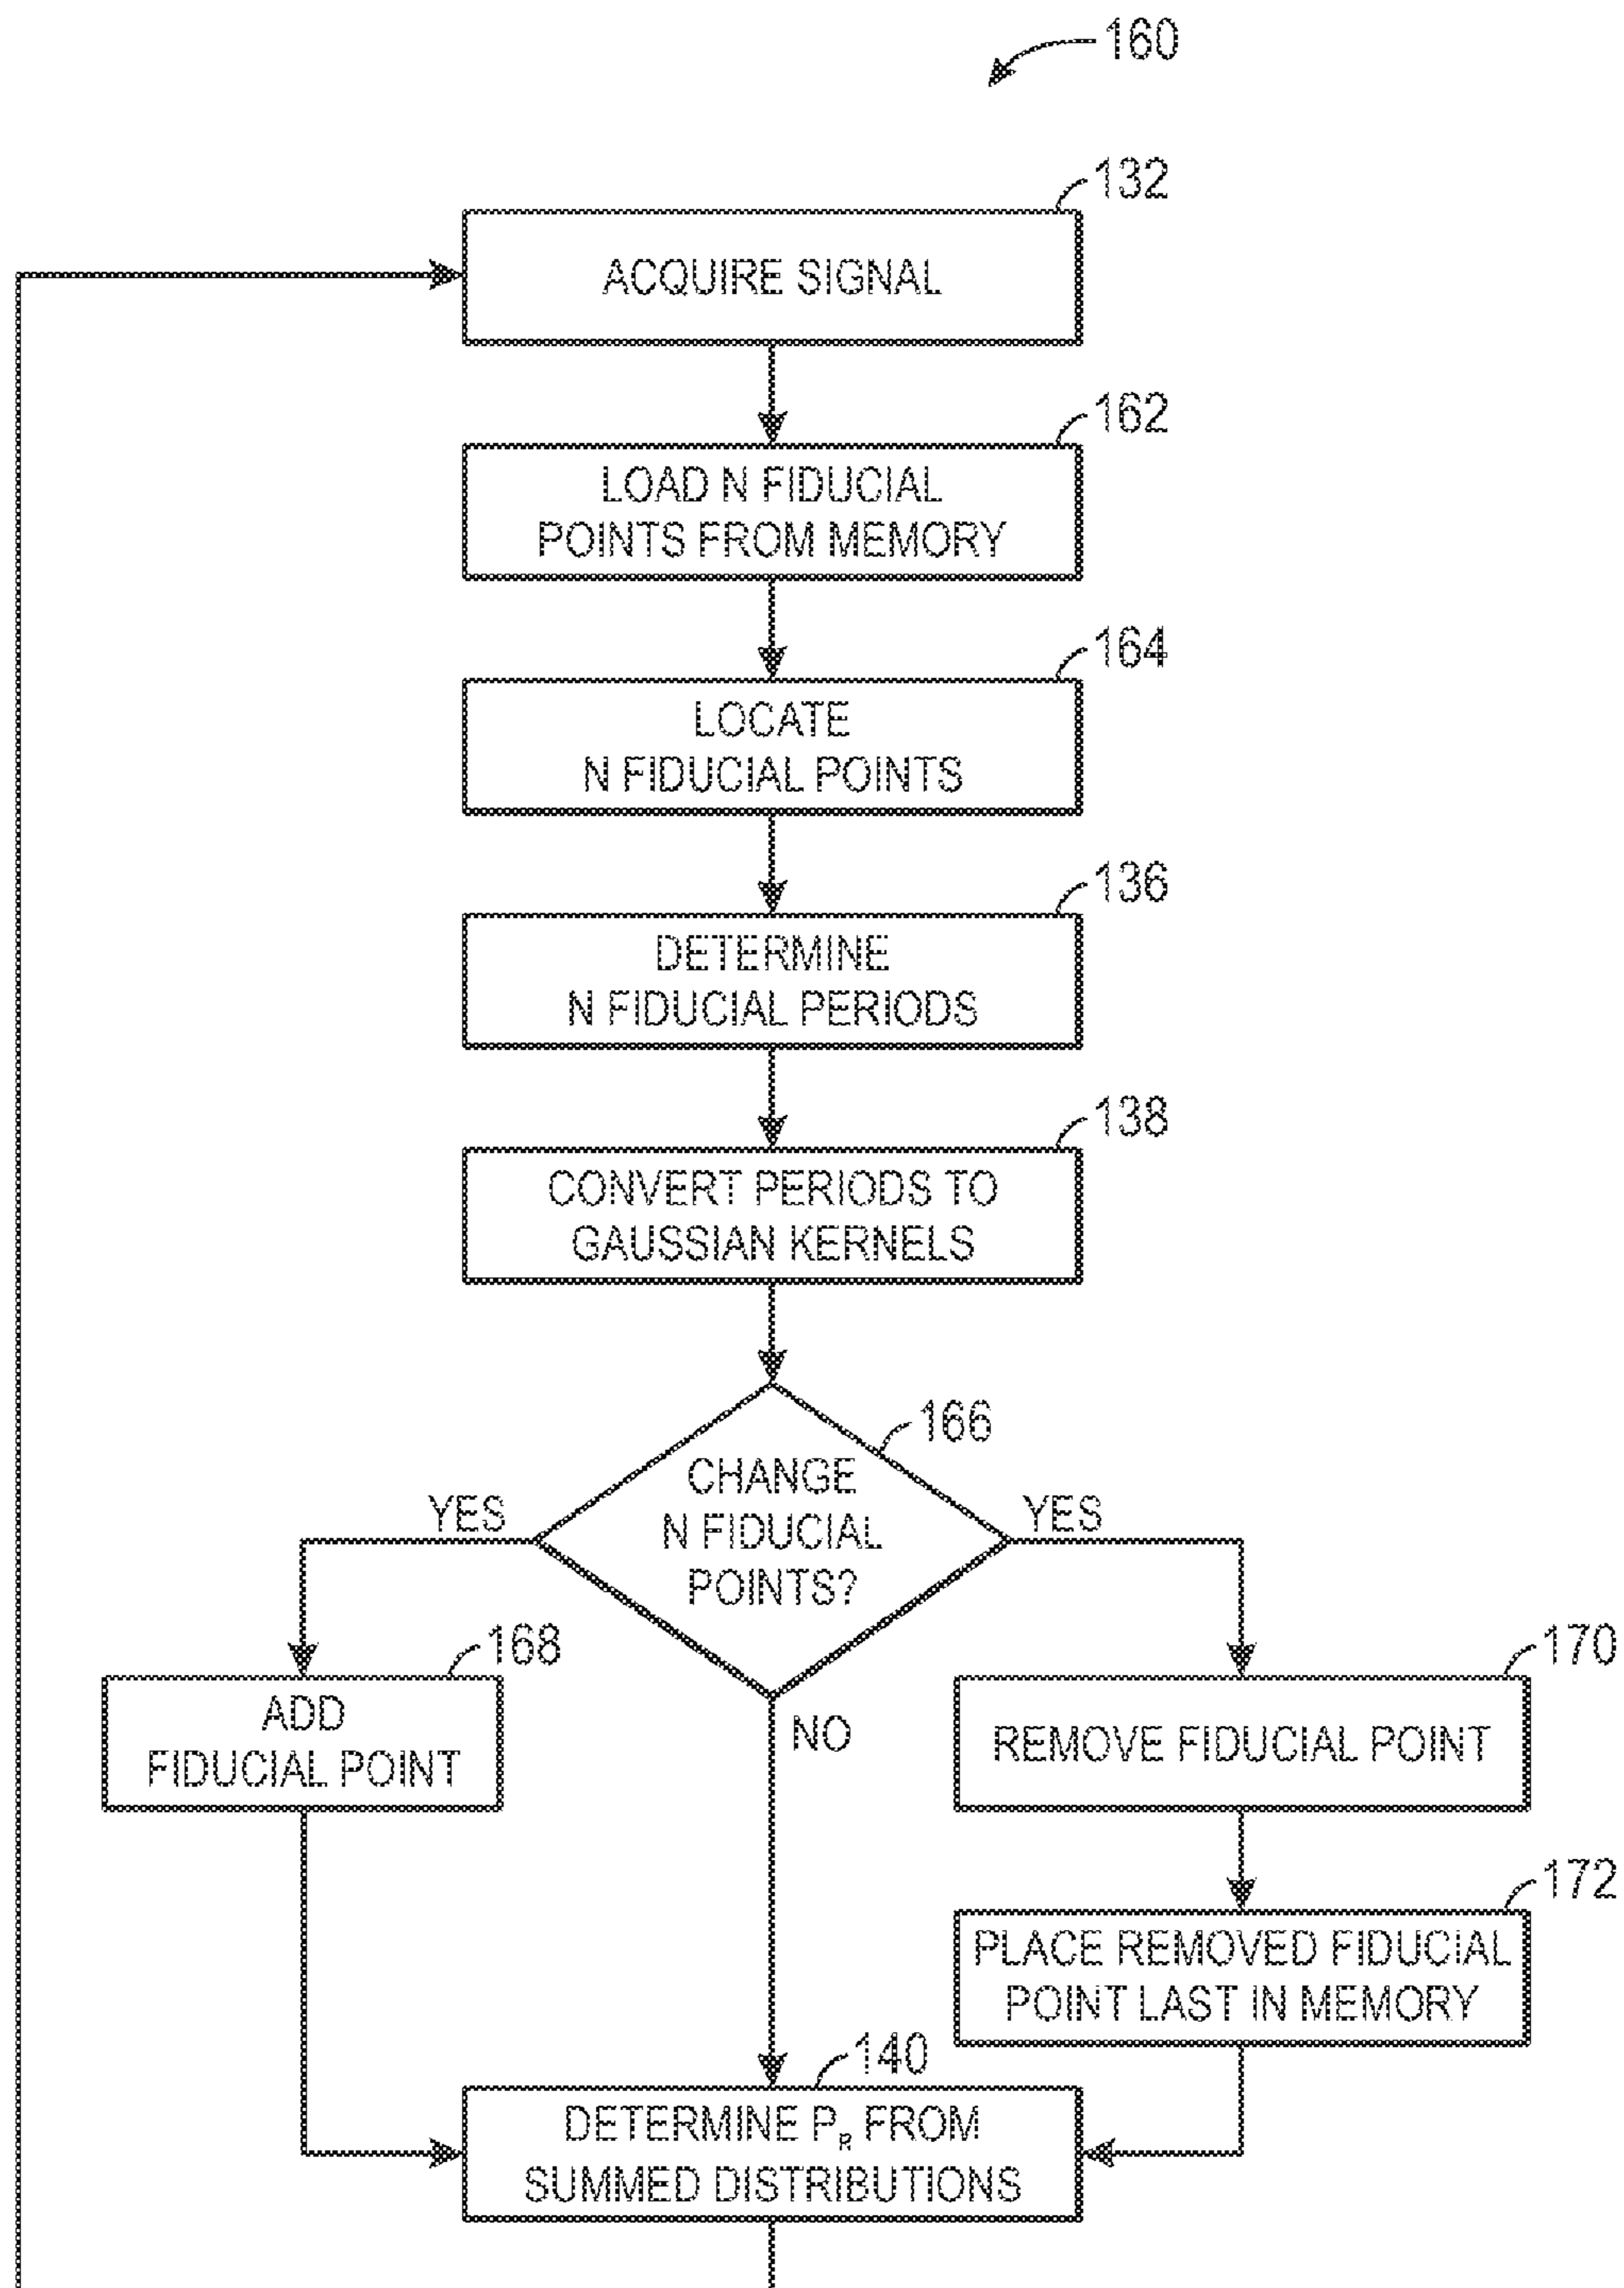 160
132
ACQUIRE SIGNAL
162
LOAD N FIDUCIAL
POINTS FROM MEMORY
164
LOCATE
N FIDUCIAL POINTS
136
DETERMINE
N FIDUCIAL PERIODS
138
CONVERT PERIODS TO
GAUSSIAN KERNELS
166
CHANGE
N FIDUCIAL
POINTS?
YES
YES
NO
168
ADD
FIDUCIAL POINT
170
REMOVE FIDUCIAL POINT
172
PLACE REMOVED FIDUCIAL
POINT LAST IN MEMORY
140
DETERMINE P_R FROM
SUMMED DISTRIBUTIONS